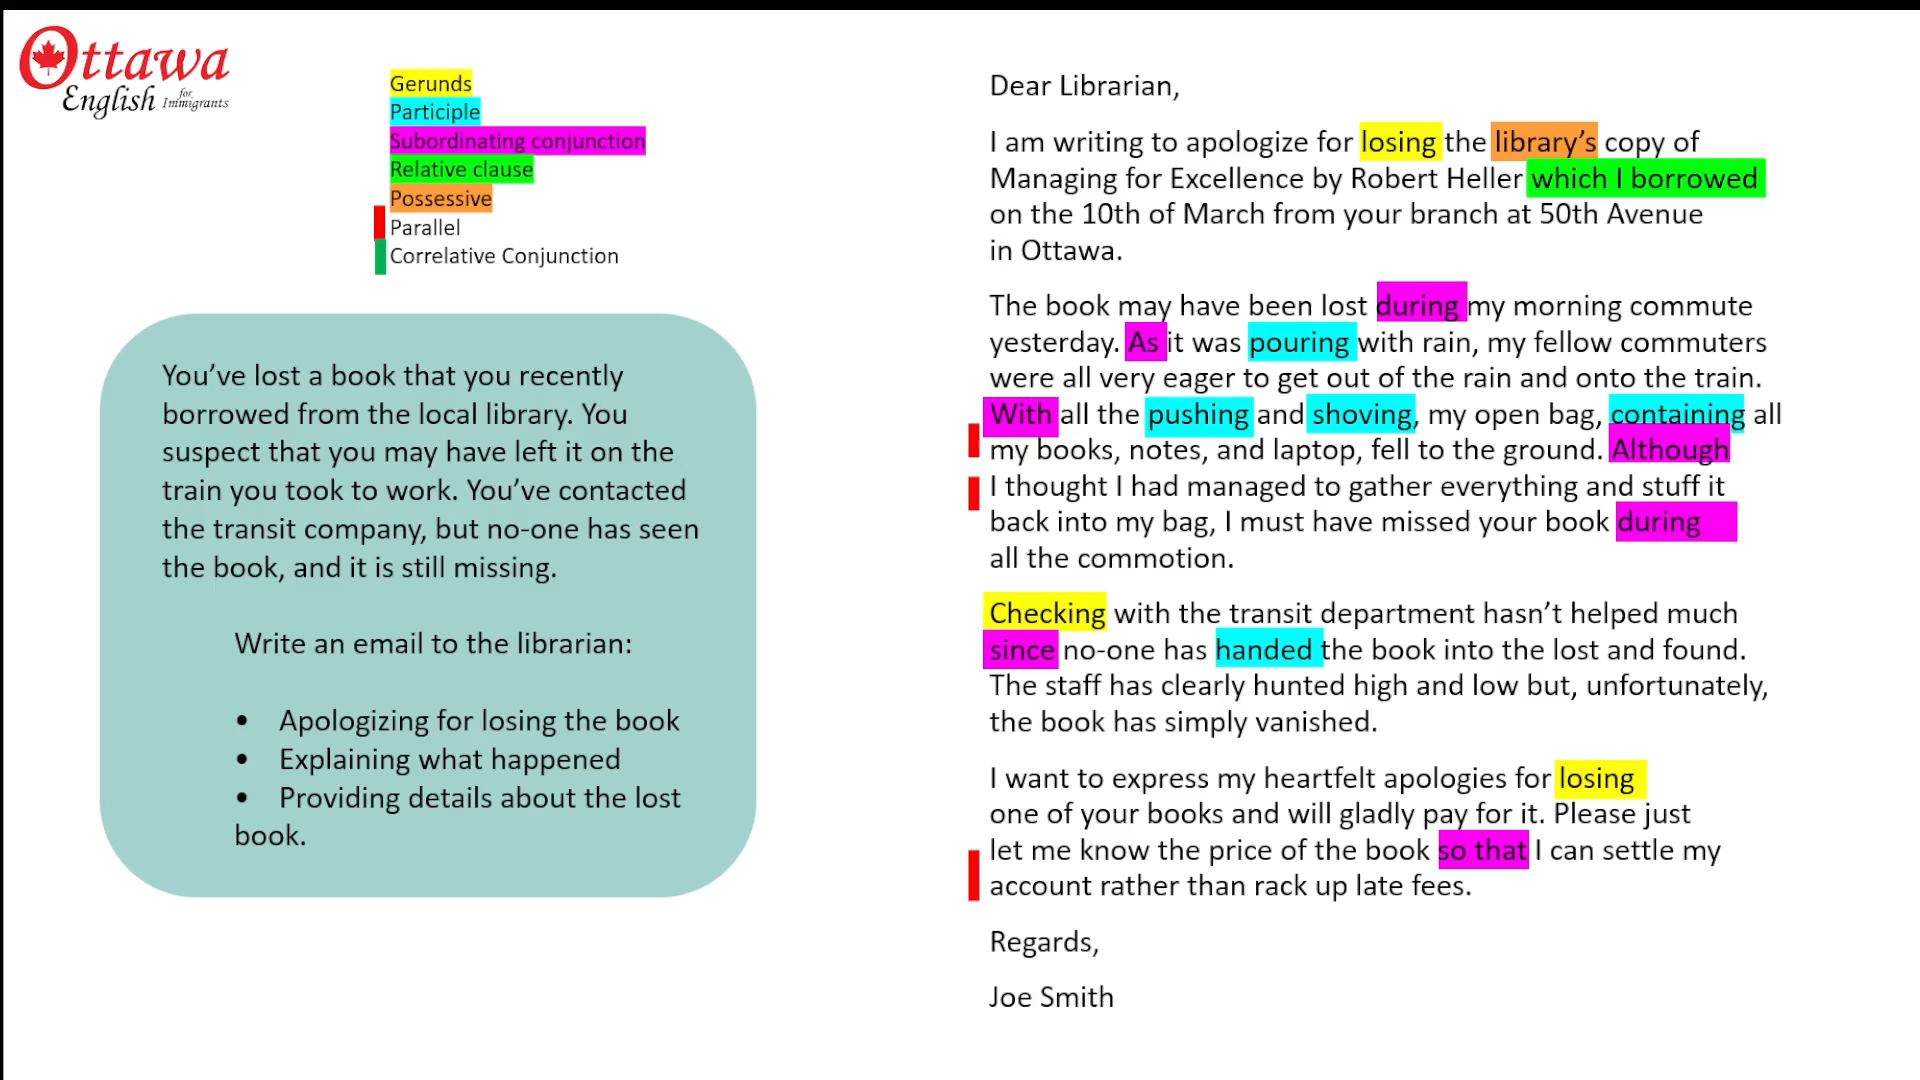 Ottawa
English for Immigrants
Gerunds
Participle
Subordinating conjunction
Relative clause
Possessive
Parallel
Correlative Conjunction
You’ve lost a book that you recently
borrowed from the local library. You
suspect that you may have left it on the
train you took to work. You’ve contacted
the transit company, but no-one has seen
the book, and it is still missing.
Write an email to the librarian:
• Apologizing for losing the book
• Explaining what happened
• Providing details about the lost
book.
Dear Librarian,
I am writing to apologize for losing the library’s copy of
Managing for Excellence by Robert Heller which I borrowed
on the 10th of March from your branch at 50th Avenue
in Ottawa.
The book may have been lost during my morning commute
yesterday. As it was pouring with rain, my fellow commuters
were all very eager to get out of the rain and onto the train.
With all the pushing and shoving, my open bag, containing all
my books, notes, and laptop, fell to the ground. Although
I thought I had managed to gather everything and stuff it
back into my bag, I must have missed your book during
all the commotion.
Checking with the transit department hasn’t helped much
since no-one has handed the book into the lost and found.
The staff has clearly hunted high and low but, unfortunately,
the book has simply vanished.
I want to express my heartfelt apologies for losing
one of your books and will gladly pay for it. Please just
let me know the price of the book so that I can settle my
account rather than rack up late fees.
Regards,
Joe Smith